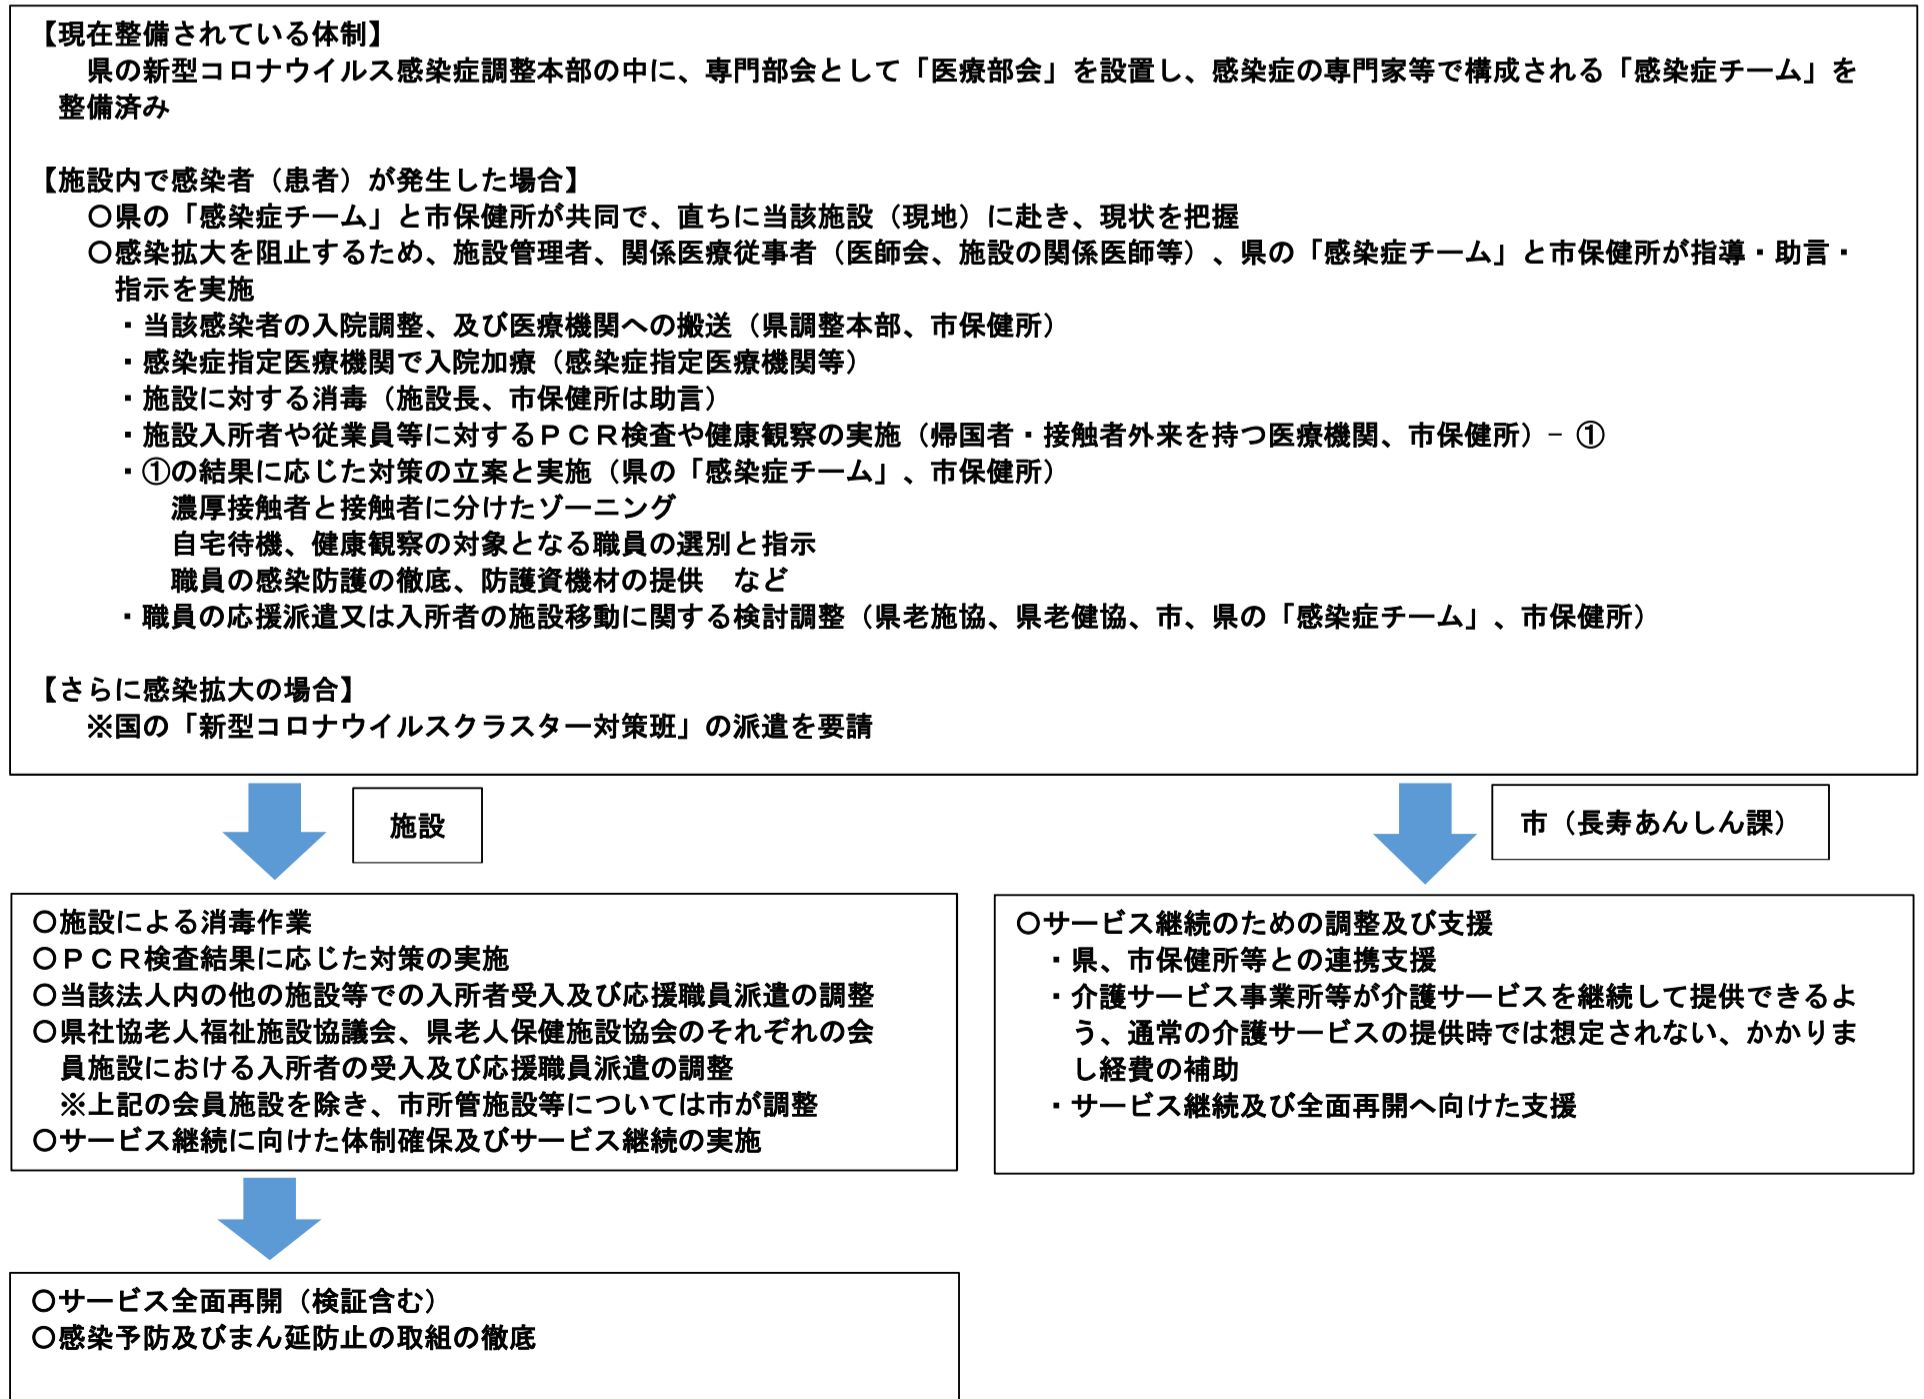 【現在整備されている体制】
県の新型コロナウイルス感染症調整本部の中に、専門部会として「医療部会」を設置し、感染症の専門家等で構成される「感染症チーム」を
整備済み
【施設内で感染者（患者）が発生した場合】
○県の「感染症チーム」と市保健所が共同で、直ちに当該施設（現地）に赴き、現状を把握
○感染拡大を阻止するため、施設管理者、関係医療従事者（医師会、施設の関係医師等）、県の「感染症チーム」と市保健所が指導・助言・
指示を実施
・当該感染者の入院調整、及び医療機関への搬送（県調整本部、市保健所）
・感染症指定医療機関で入院加療（感染症指定医療機関等）
・施設に対する消毒（施設長、市保健所は助言）
・施設入所者や従業員等に対するＰＣＲ検査や健康観察の実施（帰国者・接触者外来を持つ医療機関、市保健所）－ ①
・①の結果に応じた対策の立案と実施（県の「感染症チーム」、市保健所）
濃厚接触者と接触者に分けたゾーニング
自宅待機、健康観察の対象となる職員の選別と指示
職員の感染防護の徹底、防護資機材の提供　など
・職員の応援派遣又は入所者の施設移動に関する検討調整（県老施協、県老健協、市、県の「感染症チーム」、市保健所）
【さらに感染拡大の場合】
※国の「新型コロナウイルスクラスター対策班」の派遣を要請
施設
市（長寿あんしん課）
○施設による消毒作業
○ＰＣＲ検査結果に応じた対策の実施
○当該法人内の他の施設等での入所者受入及び応援職員派遣の調整
○県社協老人福祉施設協議会、県老人保健施設協会のそれぞれの会
員施設における入所者の受入及び応援職員派遣の調整
※上記の会員施設を除き、市所管施設等については市が調整
○サービス継続に向けた体制確保及びサービス継続の実施
○サービス継続のための調整及び支援
・県、市保健所等との連携支援
・介護サービス事業所等が介護サービスを継続して提供できるよ
う、通常の介護サービスの提供時では想定されない、かかりま
し経費の補助
・サービス継続及び全面再開へ向けた支援
○サービス全面再開（検証含む）
○感染予防及びまん延防止の取組の徹底